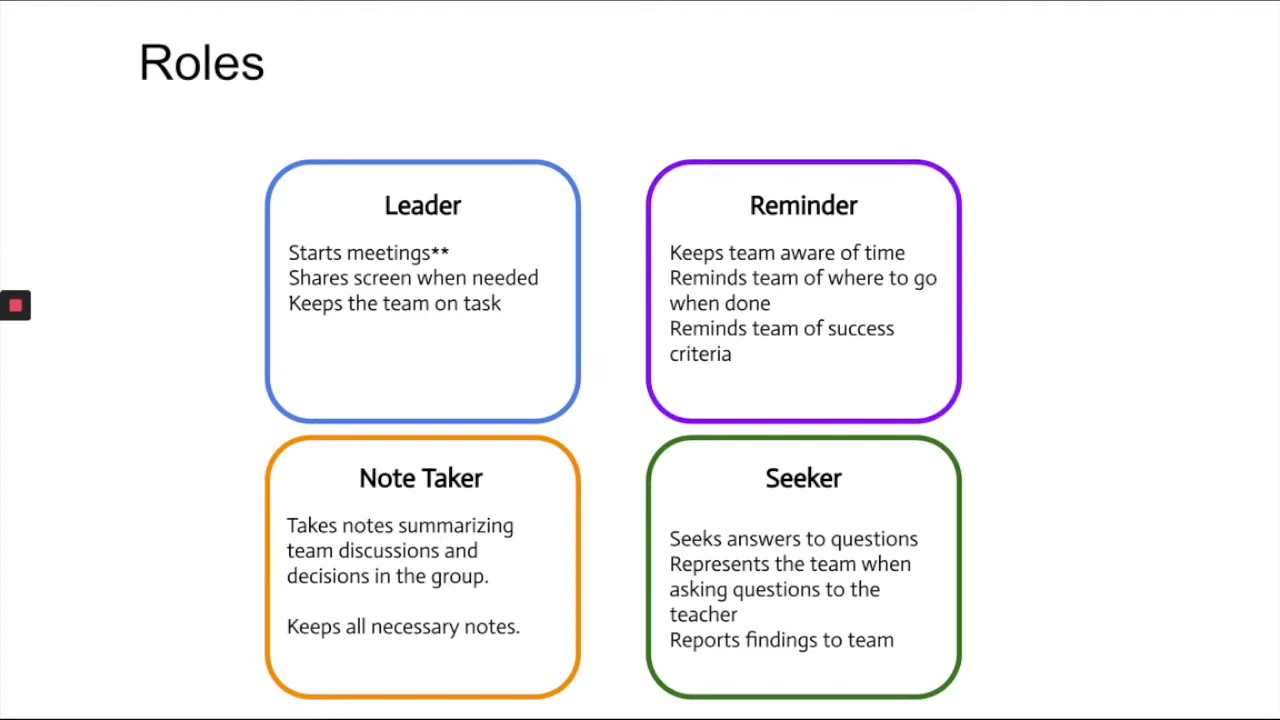 Roles
Leader
Starts meetings**
Shares screen when needed
Keeps the team on task
Reminder
Keeps team aware of time
Reminds team of where to go
when done
Reminds team of success
criteria
Note Taker
Takes notes summarizing
team discussions and
decisions in the group.
Keeps all necessary notes.
Seeker
Seeks answers to questions
Represents the team when
asking questions to the
teacher
Reports findings to team